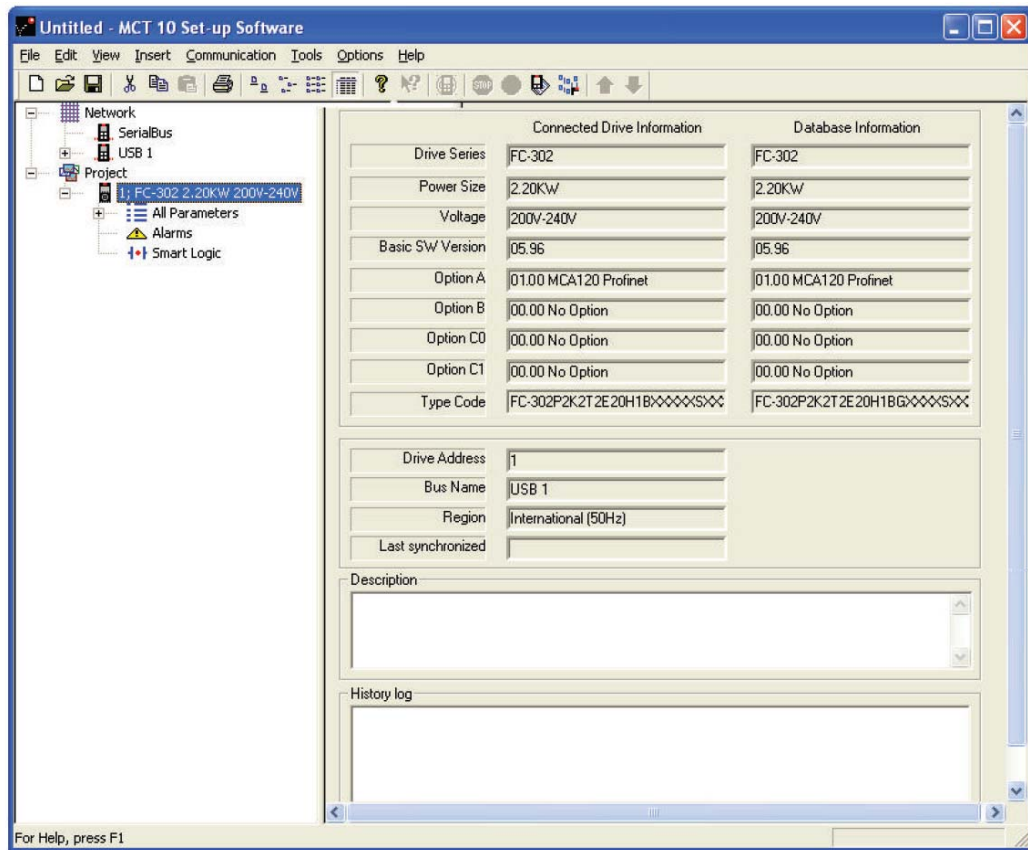 Untitled - MCT 10 Set-up Software
File Edit View Insert Communication Tools Options Help
STOP
Network
SerialBus
USB 1
Project
1; FC-302 2.20KW 200V-240V
All Parameters
Alarms
Smart Logic
Connected Drive Information Database Information
Drive Series FC-302 FC-302
Power Size 2.20KW 2.20KW
Voltage 200V-240V 200V-240V
Basic SW Version 05.96 05.96
Option A 01.00 MCA120 Profinet 01.00 MCA120 Profinet
Option B 00.00 No Option 00.00 No Option
Option C0 00.00 No Option 00.00 No Option
Option C1 00.00 No Option 00.00 No Option
Type Code FC-302P2K2T2E20H1BXXXXXSXX FC-302P2K2T2E20H1BGXXXXSXX
Drive Address 1
Bus Name USB 1
Region International (50Hz)
Last synchronized
Description
History log
For Help, press F1